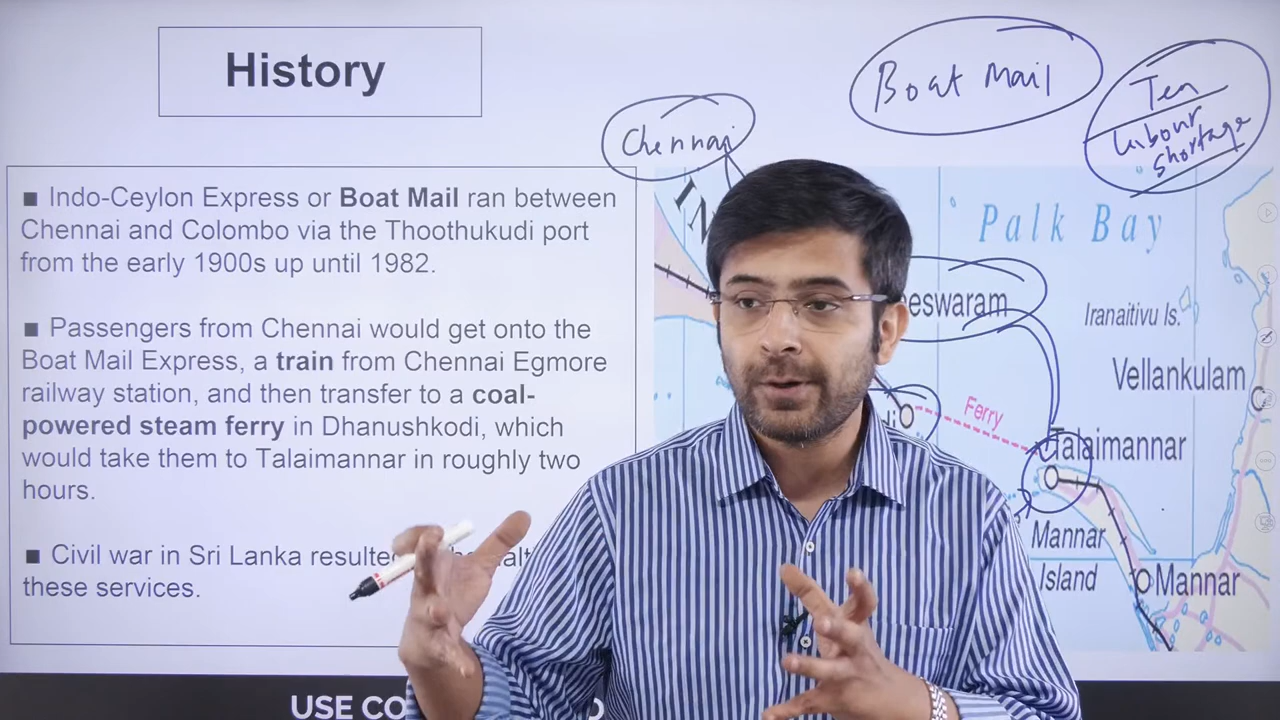 History
Boat Mail
Tea
Labour
Shortage
Chennai
■ Indo-Ceylon Express or Boat Mail ran between
Chennai and Colombo via the Thoothukudi port
from the early 1900s up until 1982.
■ Passengers from Chennai would get onto the
Boat Mail Express, a train from Chennai Egmore
railway station, and then transfer to a coal-
powered steam ferry in Dhanushkodi, which
would take them to Talaimannar in roughly two
hours.
■ Civil war in Sri Lanka
these services.
Palk Bay
eswaram
Iranaitivu Is.
Vellankulam
di
Ferry
Talaimannar
Mannar
Island
Mannar
USE